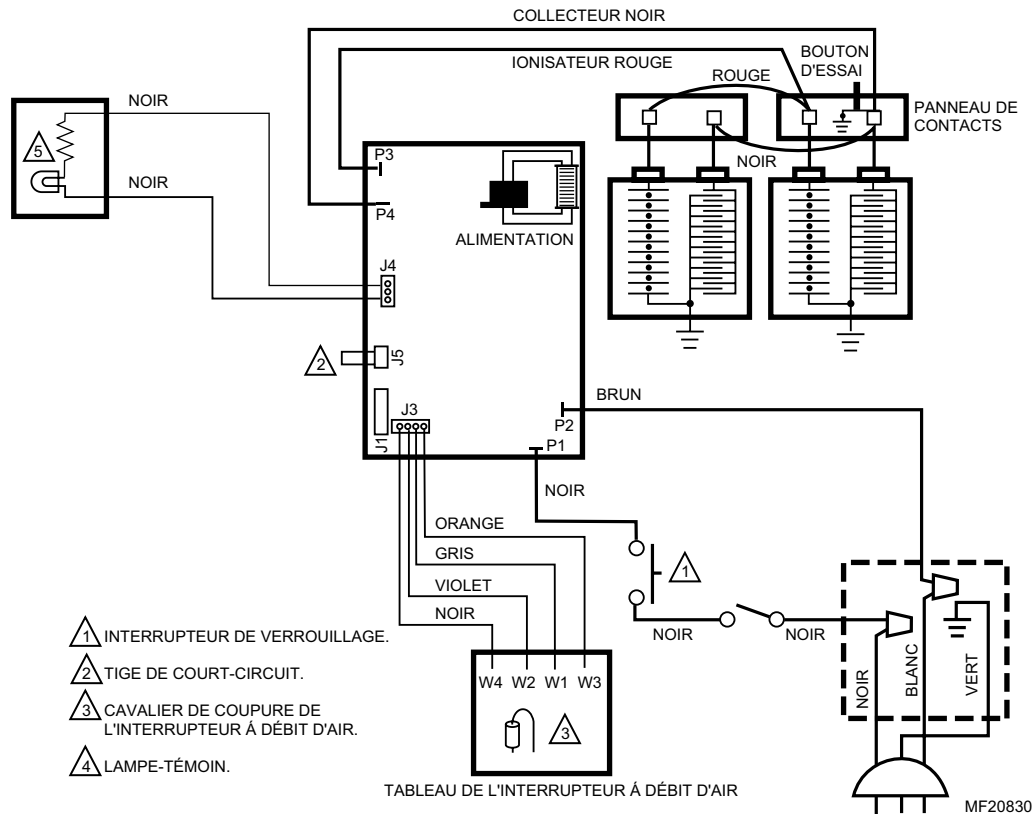 COLLECTEUR NOIR
IONISATEUR ROUGE
BOUTON
D'ESSAI
ROUGE
PANNEAU DE
CONTACTS
NOIR
5
NOIR
NOIR
P3
P4
ALIMENTATION
J4
2
J5
J1
J3
BRUN
P2
P1
NOIR
ORANGE
GRIS
VIOLET
NOIR
1
NOIR
NOIR
NOIR
BLANC
VERT
W4 W2 W1 W3
3
TABLEAU DE L'INTERRUPTEUR Á DÉBIT D'AIR
1 INTERRUPTEUR DE VERROUILLAGE.
2 TIGE DE COURT-CIRCUIT.
3 CAVALIER DE COUPURE DE
L'INTERRUPTEUR Á DÉBIT D'AIR.
4 LAMPE-TÉMOIN.
MF20830